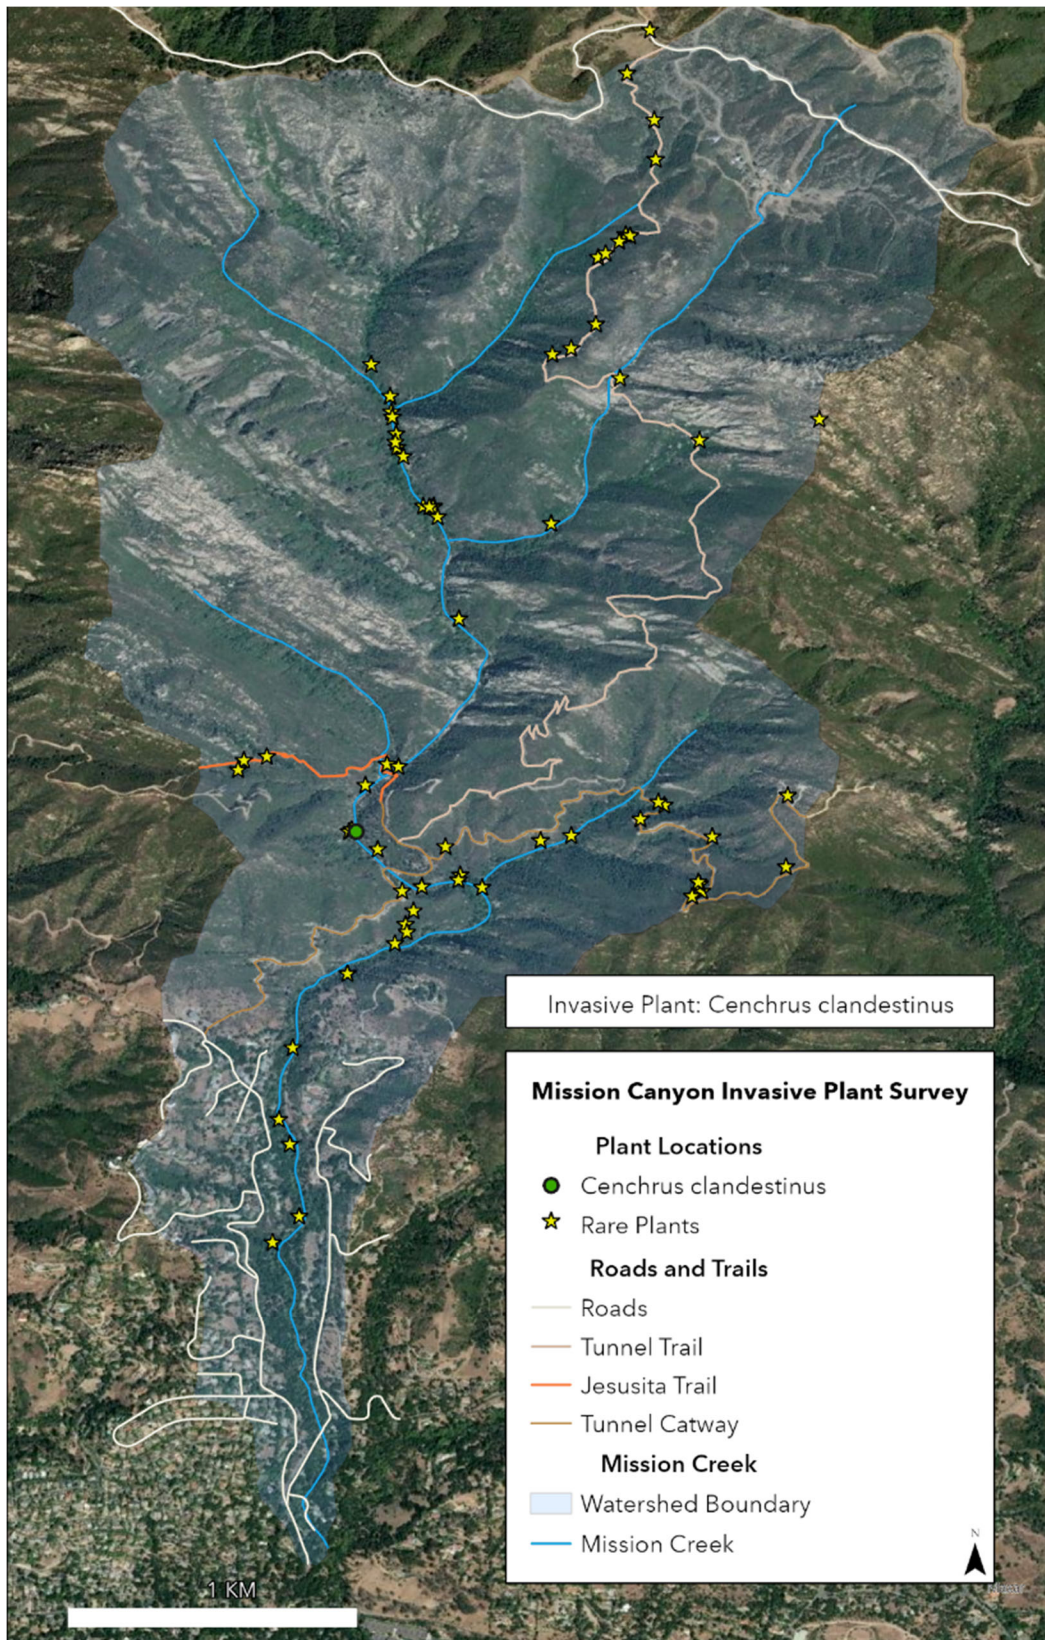 Invasive Plant: Cenchrus clandestinus
Mission Canyon Invasive Plant Survey
Plant Locations
Cenchrus clandestinus
Rare Plants
Roads and Trails
Roads
Tunnel Trail
Jesusita Trail
Tunnel Catway
Mission Creek
Watershed Boundary
Mission Creek
N
1 KM